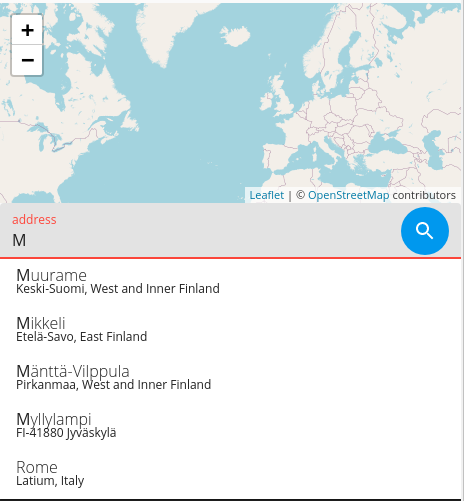 +
−
Leaflet | © OpenStreetMap contributors
address
M
Muurame
Keski-Suomi, West and Inner Finland
Mikkeli
Etelä-Savo, East Finland
Mänttä-Vilppula
Pirkanmaa, West and Inner Finland
Myllylampi
FI-41880 Jyväskylä
Rome
Latium, Italy